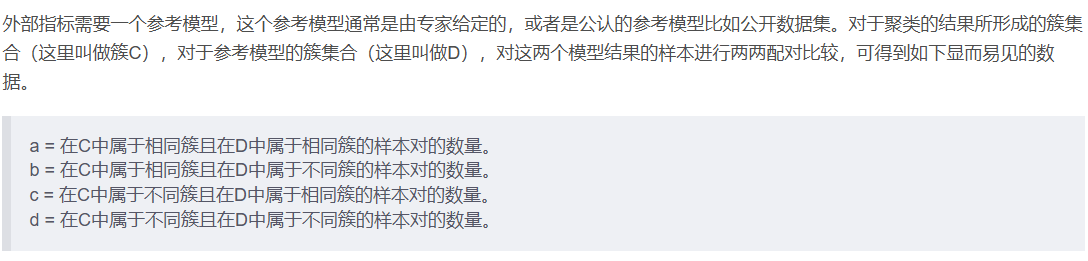 外部指标需要一个参考模型，这个参考模型通常是由专家给定的，或者是公认的参考模型比如公开数据集。对于聚类的结果所形成的簇集
合（这里叫做簇C），对于参考模型的簇集合（这里叫做D），对这两个模型结果的样本进行两两配对比较，可得到如下显而易见的数
据。
a = 在C中属于相同簇且在D中属于相同簇的样本对的数量。
b = 在C中属于相同簇且在D中属于不同簇的样本对的数量。
c = 在C中属于不同簇且在D中属于相同簇的样本对的数量。
d = 在C中属于不同簇且在D中属于不同簇的样本对的数量。